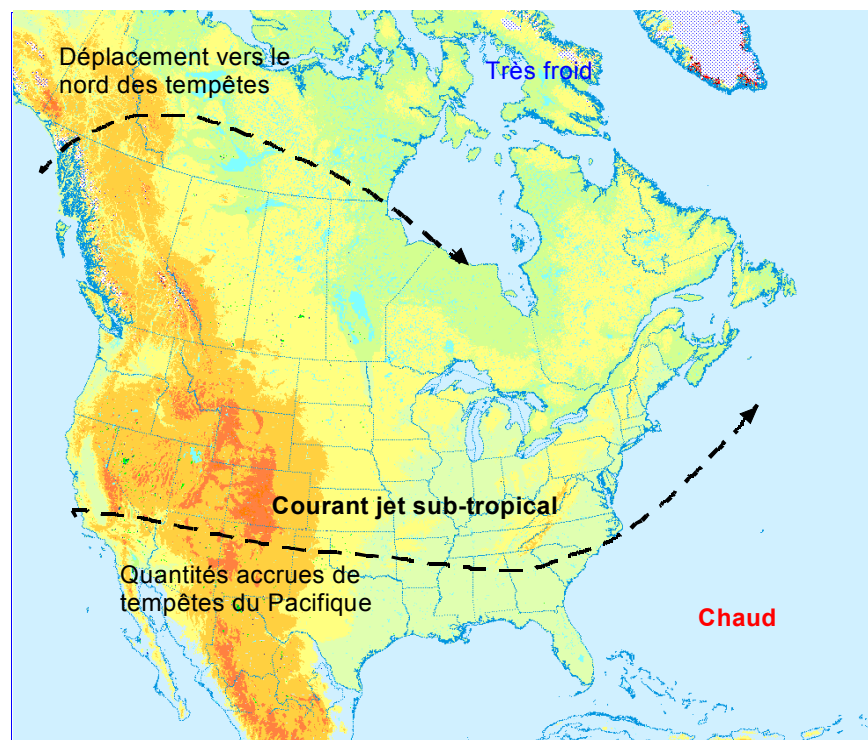 Déplacement vers le
nord des tempêtes
Très froid
Courant jet sub-tropical
Quantités accrues de
tempêtes du Pacifique
Chaud